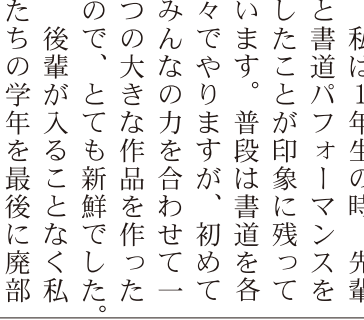 私は1年生の時、先輩
と書道パフォーマンスを
したことが印象に残って
います。普段は書道を各
々でやりますが、初めて
みんなの力を合わせて一
つの大きな作品を作った
ので、とても新鮮でした。
後輩が入ることなく私
たちの学年を最後に廃部